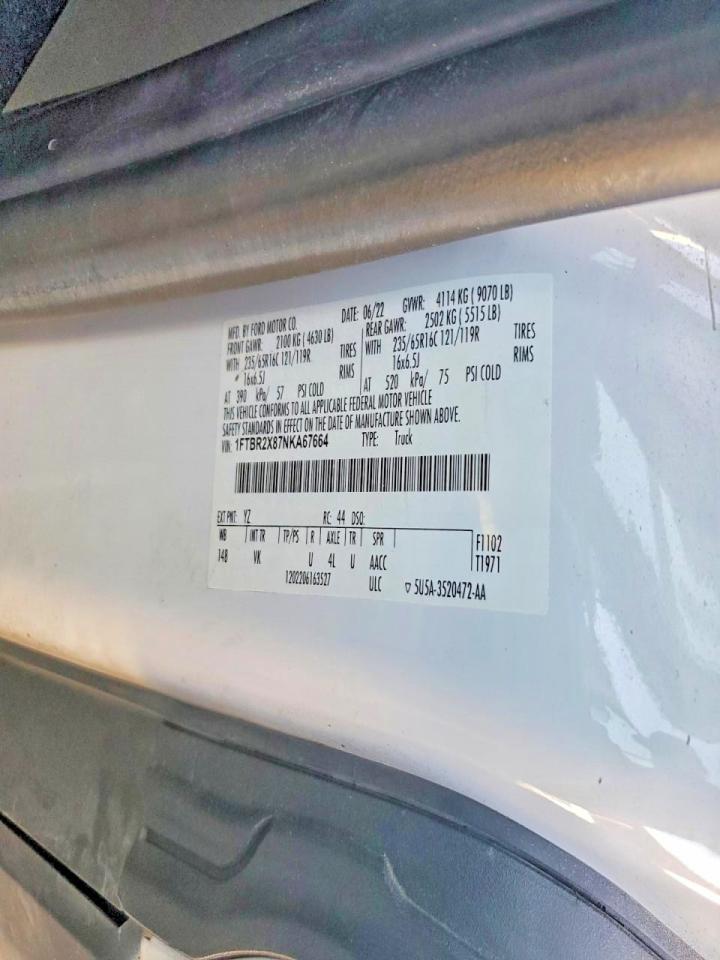 MFD. BY FORD MOTOR CO.
DATE: 06/22 GVWR: 4114 KG ( 9070 LB)
FRONT GAWR: 2100 KG ( 4630 LB) REAR GAWR: 2502 KG ( 5515 LB)
WITH 235/65R16C 121/119R TIRES WITH 235/65R16C 121/119R TIRES
16x6.5J RIMS 16x6.5J RIMS
AT 390 kPa/ 57 PSI COLD AT 520 kPa/ 75 PSI COLD
THIS VEHICLE CONFORMS TO ALL APPLICABLE FEDERAL MOTOR VEHICLE
SAFETY STANDARDS IN EFFECT ON THE DATE OF MANUFACTURE SHOWN ABOVE.
VIN: 1FTBR2X87NKA67664 TYPE: Truck
EXT PNT: YZ RC: 44 DSO:
WB INT TR TP/PS R AXLE TR SPR F1102
148 VK U 4L U AACC T1971
1202206163527 ULC 5U5A-3520472-AA